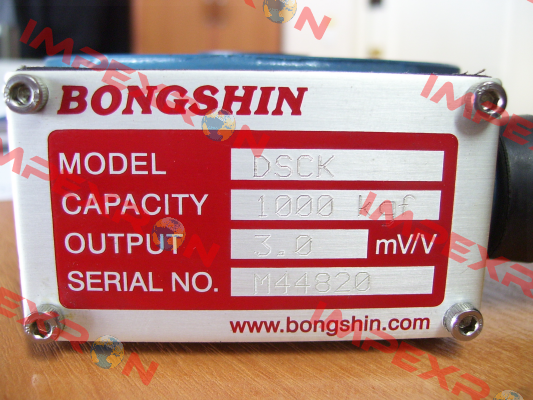 BONGSHIN
MODEL DSCK
CAPACITY 1000 kgf
OUTPUT 3.0 mV/V
SERIAL NO. M44820
www.bongshin.com
IMPEXRON
IMPEXRON
IMPEXRON
IMPEXRON
IMPEXRON